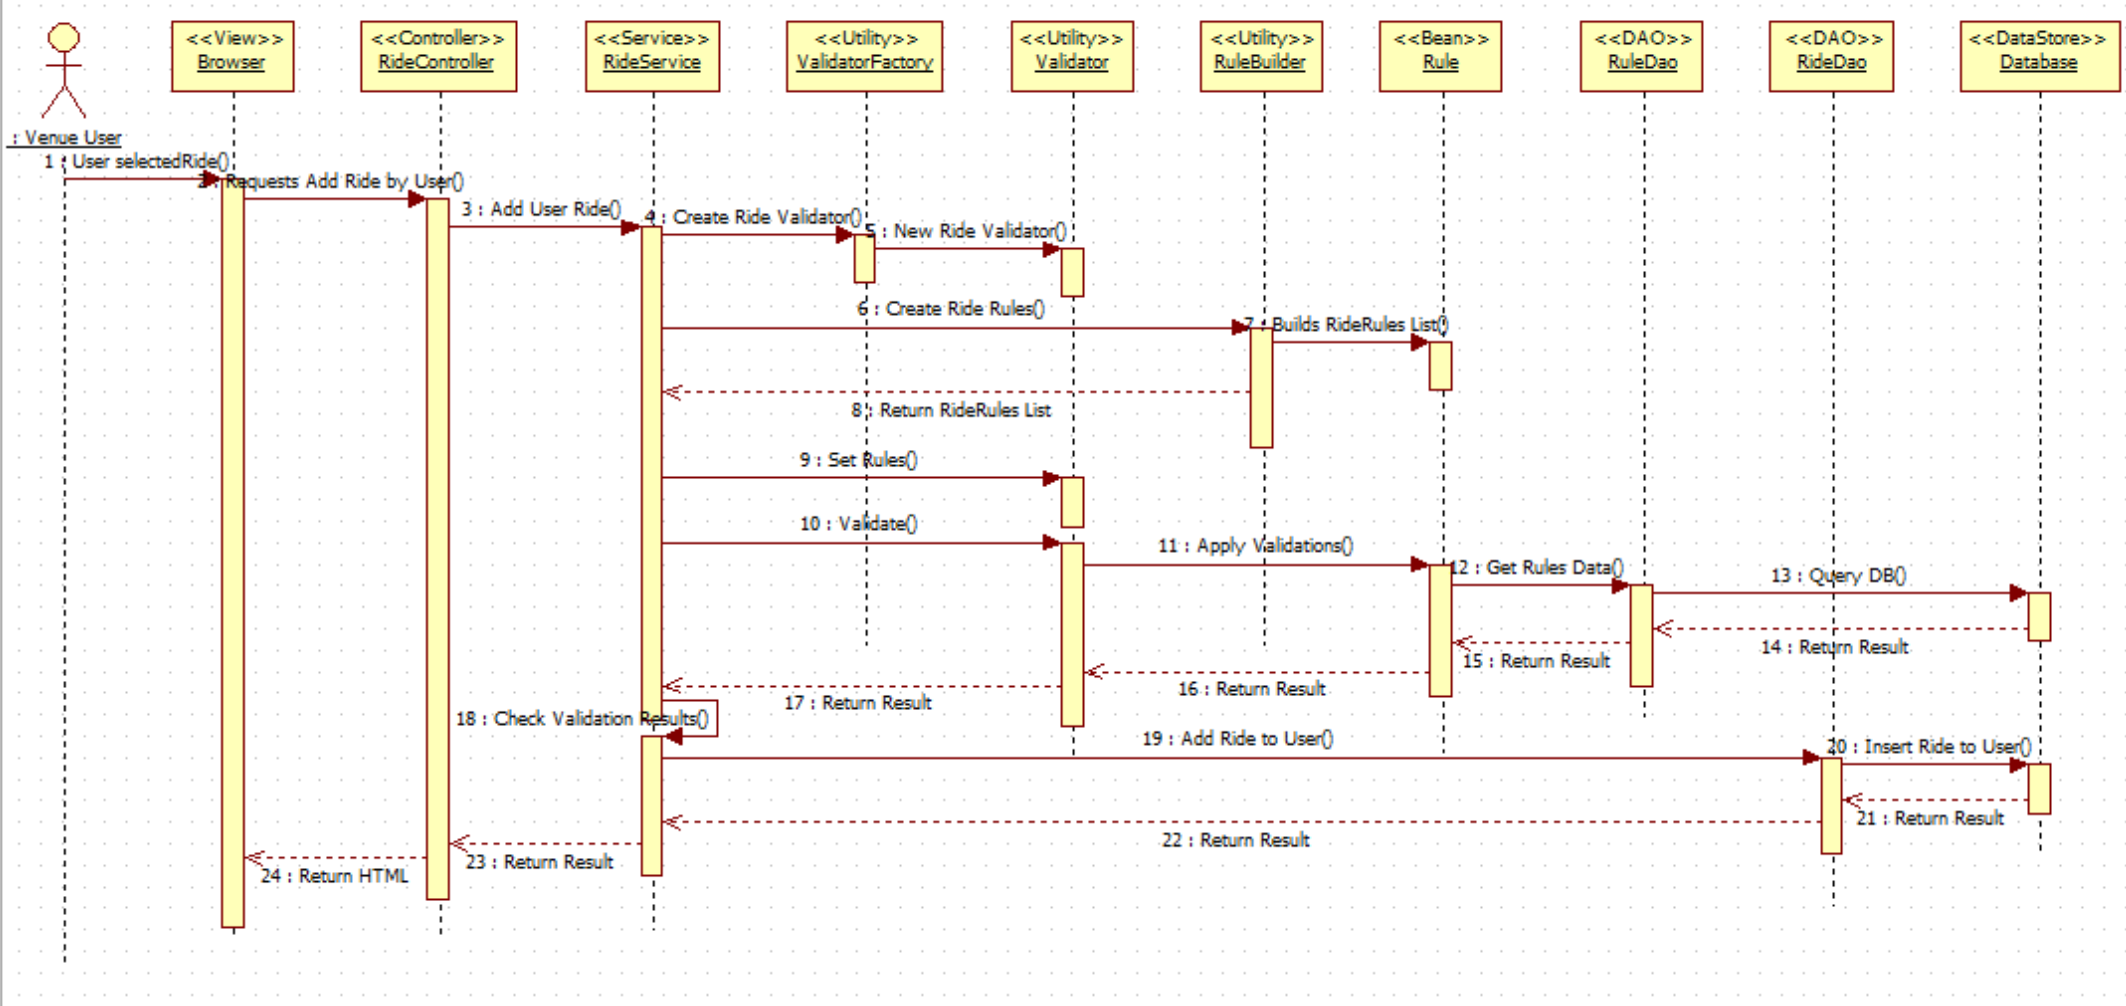 <<View>>
Browser
<<Controller>>
RideController
<<Service>>
RideService
<<Utility>>
ValidatorFactory
<<Utility>>
Validator
<<Utility>>
RuleBuilder
<<Bean>>
Rule
<<DAO>>
RuleDao
<<DAO>>
RideDao
<<DataStore>>
Database
: Venue User
1 : User selectedRide()
2 : Requests Add Ride by User()
3 : Add User Ride()
4 : Create Ride Validator()
5 : New Ride Validator()
6 : Create Ride Rules()
7 : Builds RideRules List()
8 : Return RideRules List
9 : Set Rules()
10 : Validate()
11 : Apply Validations()
12 : Get Rules Data()
13 : Query DB()
14 : Return Result
15 : Return Result
16 : Return Result
17 : Return Result
18 : Check Validation Results()
19 : Add Ride to User()
20 : Insert Ride to User()
21 : Return Result
22 : Return Result
23 : Return Result
24 : Return HTML